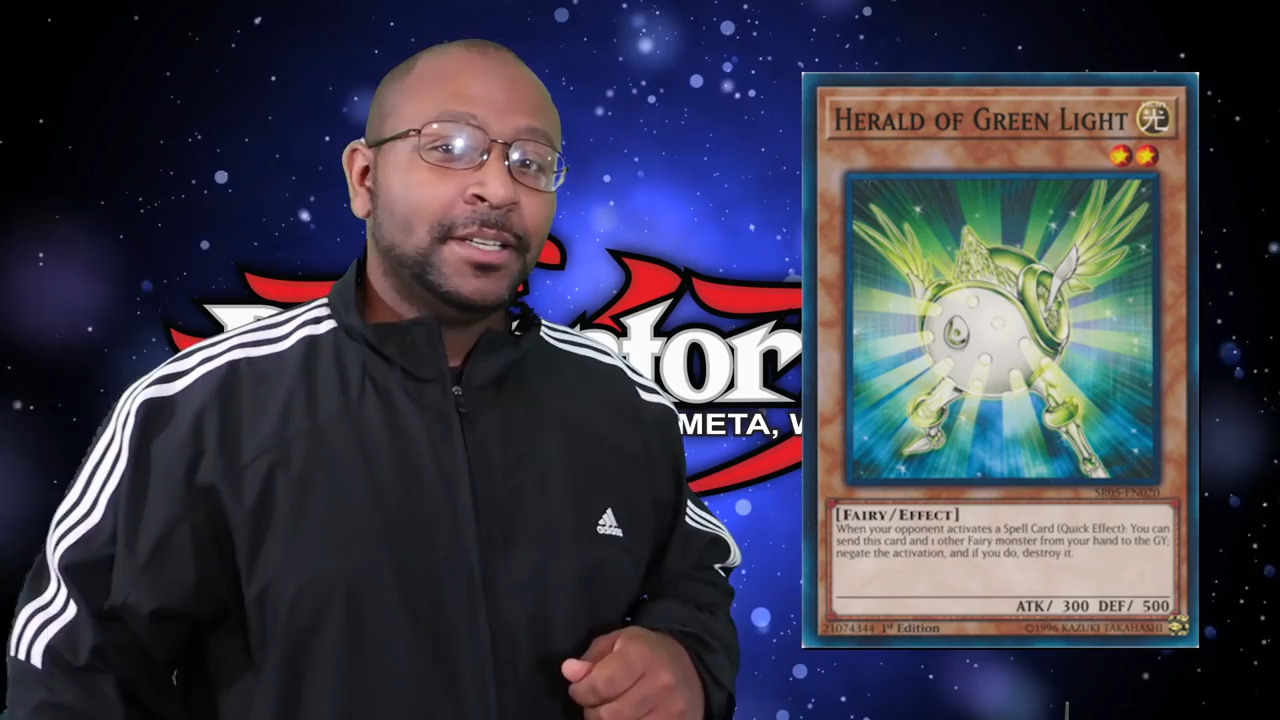 HERALD OF GREEN LIGHT
LIGHT
光
SR05-EN020
[FAIRY/EFFECT]
When your opponent activates a Spell Card (Quick Effect): You can
send this card and 1 other Fairy monster from your hand to the GY;
negate the activation, and if you do, destroy it.
ATK/ 300 DEF/ 500
21074344 1st Edition ©1996 KAZUKI TAKAHASHI
META,
adidas